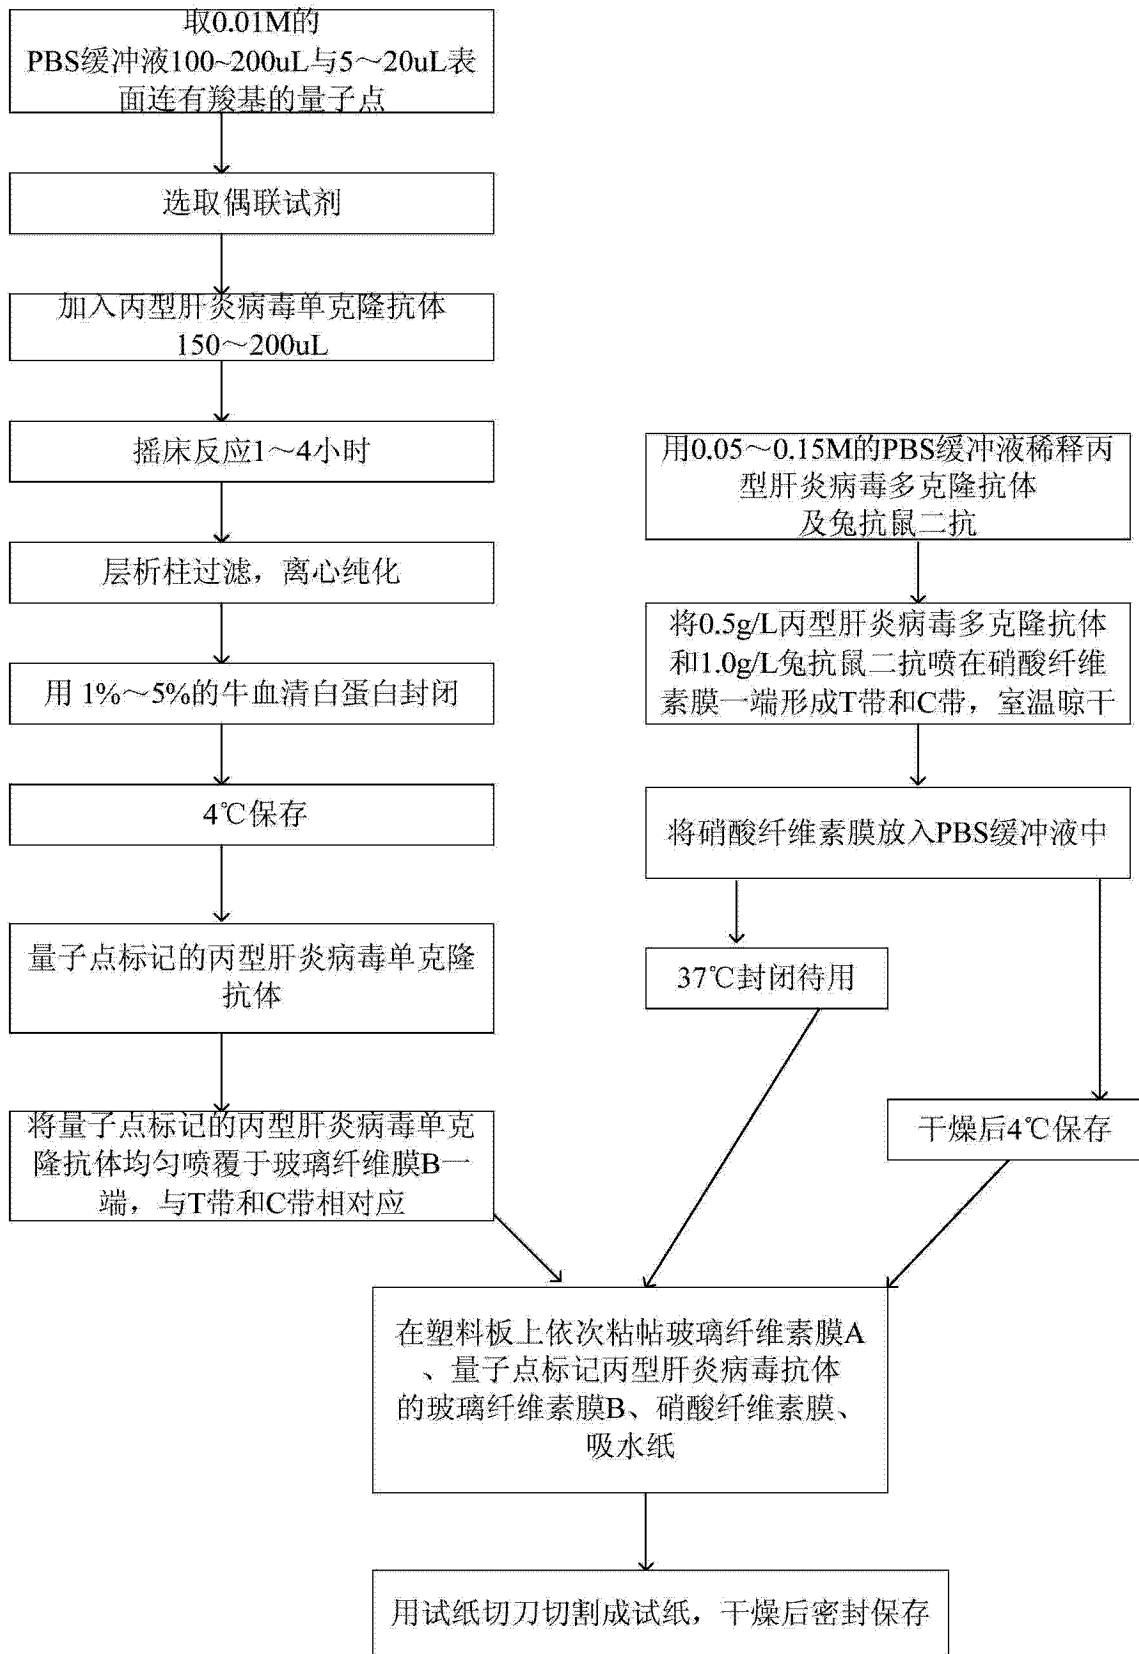 取0.01M的
PBS缓冲液100~200uL与5～20uL表
面连有羧基的量子点
选取偶联试剂
加入丙型肝炎病毒单克隆抗体
150～200uL
摇床反应1～4小时
层析柱过滤，离心纯化
用 1%～5%的牛血清白蛋白封闭
4℃保存
量子点标记的丙型肝炎病毒单克隆
抗体
将量子点标记的丙型肝炎病毒单克
隆抗体均匀喷覆于玻璃纤维膜B一
端，与T带和C带相对应
用0.05～0.15M的PBS缓冲液稀释丙
型肝炎病毒多克隆抗体
及兔抗鼠二抗
将0.5g/L丙型肝炎病毒多克隆抗体
和1.0g/L兔抗鼠二抗喷在硝酸纤维
素膜一端形成T带和C带，室温晾干
将硝酸纤维素膜放入PBS缓冲液中
37℃封闭待用
干燥后4℃保存
在塑料板上依次粘帖玻璃纤维素膜A
、量子点标记丙型肝炎病毒抗体
的玻璃纤维素膜B、硝酸纤维素膜、
吸水纸
用试纸切刀切割成试纸，干燥后密封保存